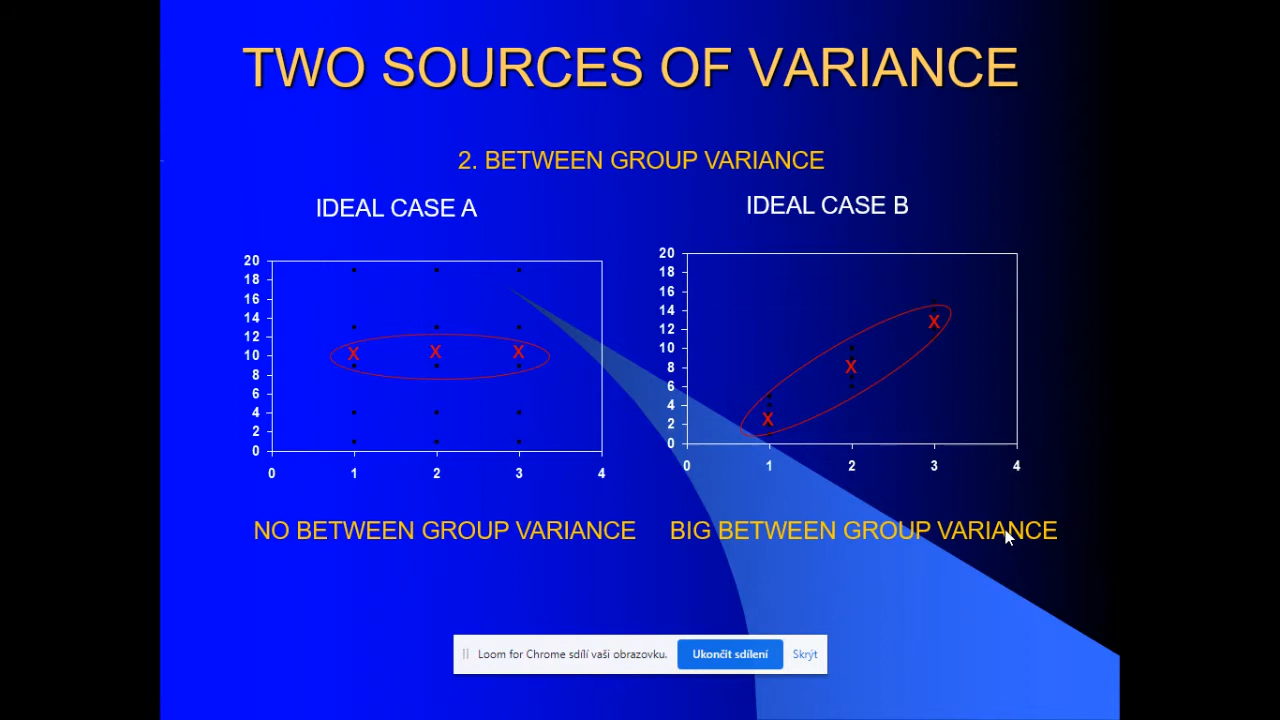 TWO SOURCES OF VARIANCE
2. BETWEEN GROUP VARIANCE
IDEAL CASE A
20
18
16
14
12
10
8
6
4
2
0
0 1 2 3 4
X X X
NO BETWEEN GROUP VARIANCE
IDEAL CASE B
20
18
16
14
12
10
8
6
4
2
0
0 1 2 3 4
X
X
X
BIG BETWEEN GROUP VARIANCE
Loom for Chrome sdílí vaši obrazovku. Ukončit sdílení Skrýt